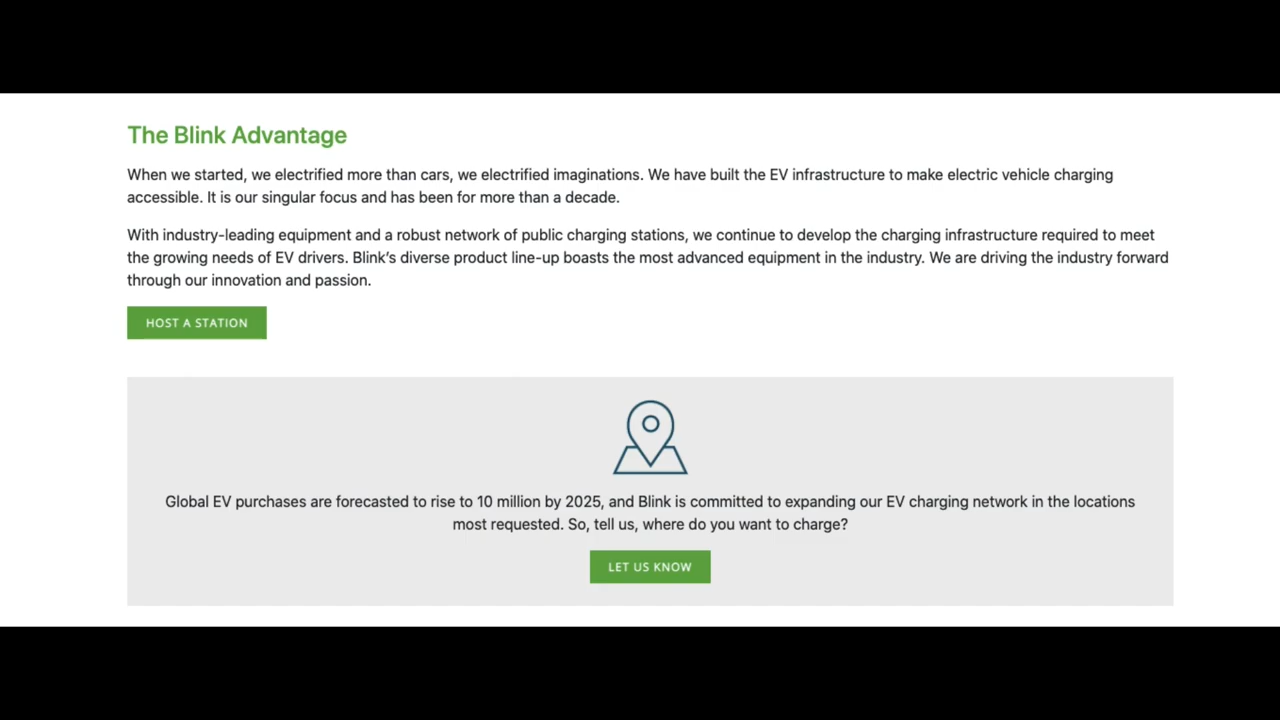 The Blink Advantage
When we started, we electrified more than cars, we electrified imaginations. We have built the EV infrastructure to make electric vehicle charging
accessible. It is our singular focus and has been for more than a decade.
With industry-leading equipment and a robust network of public charging stations, we continue to develop the charging infrastructure required to meet
the growing needs of EV drivers. Blink’s diverse product line-up boasts the most advanced equipment in the industry. We are driving the industry forward
through our innovation and passion.
HOST A STATION
Global EV purchases are forecasted to rise to 10 million by 2025, and Blink is committed to expanding our EV charging network in the locations
most requested. So, tell us, where do you want to charge?
LET US KNOW